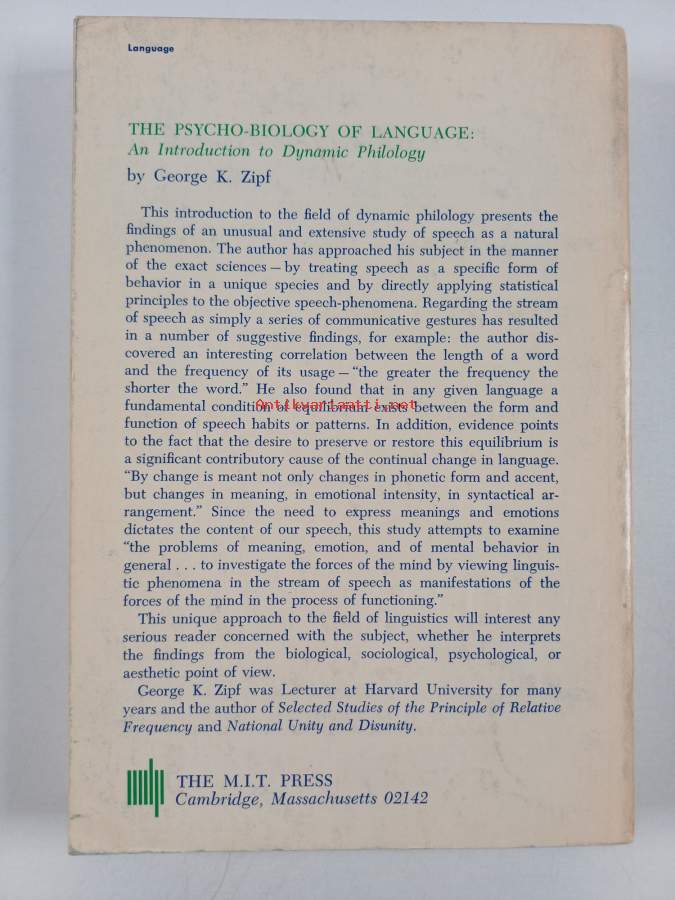 Language
THE PSYCHO-BIOLOGY OF LANGUAGE:
An Introduction to Dynamic Philology
by George K. Zipf
This introduction to the field of dynamic philology presents the
findings of an unusual and extensive study of speech as a natural
phenomenon. The author has approached his subject in the manner
of the exact sciences — by treating speech as a specific form of
behavior in a unique species and by directly applying statistical
principles to the objective speech-phenomena. Regarding the stream
of speech as simply a series of communicative gestures has resulted
in a number of suggestive findings, for example: the author dis-
covered an interesting correlation between the length of a word
and the frequency of its usage — “the greater the frequency the
shorter the word.” He also found that in any given language a
fundamental condition of equilibrium exists between the form and
Antikvariaatti.net
function of speech habits or patterns. In addition, evidence points
to the fact that the desire to preserve or restore this equilibrium is
a significant contributory cause of the continual change in language.
“By change is meant not only changes in phonetic form and accent,
but changes in meaning, in emotional intensity, in syntactical ar-
rangement.” Since the need to express meanings and emotions
dictates the content of our speech, this study attempts to examine
“the problems of meaning, emotion, and of mental behavior in
general . . . to investigate the forces of the mind by viewing linguis-
tic phenomena in the stream of speech as manifestations of the
forces of the mind in the process of functioning.”
This unique approach to the field of linguistics will interest any
serious reader concerned with the subject, whether he interprets
the findings from the biological, sociological, psychological, or
aesthetic point of view.
George K. Zipf was Lecturer at Harvard University for many
years and the author of Selected Studies of the Principle of Relative
Frequency and National Unity and Disunity.
THE M.I.T. PRESS
Cambridge, Massachusetts 02142